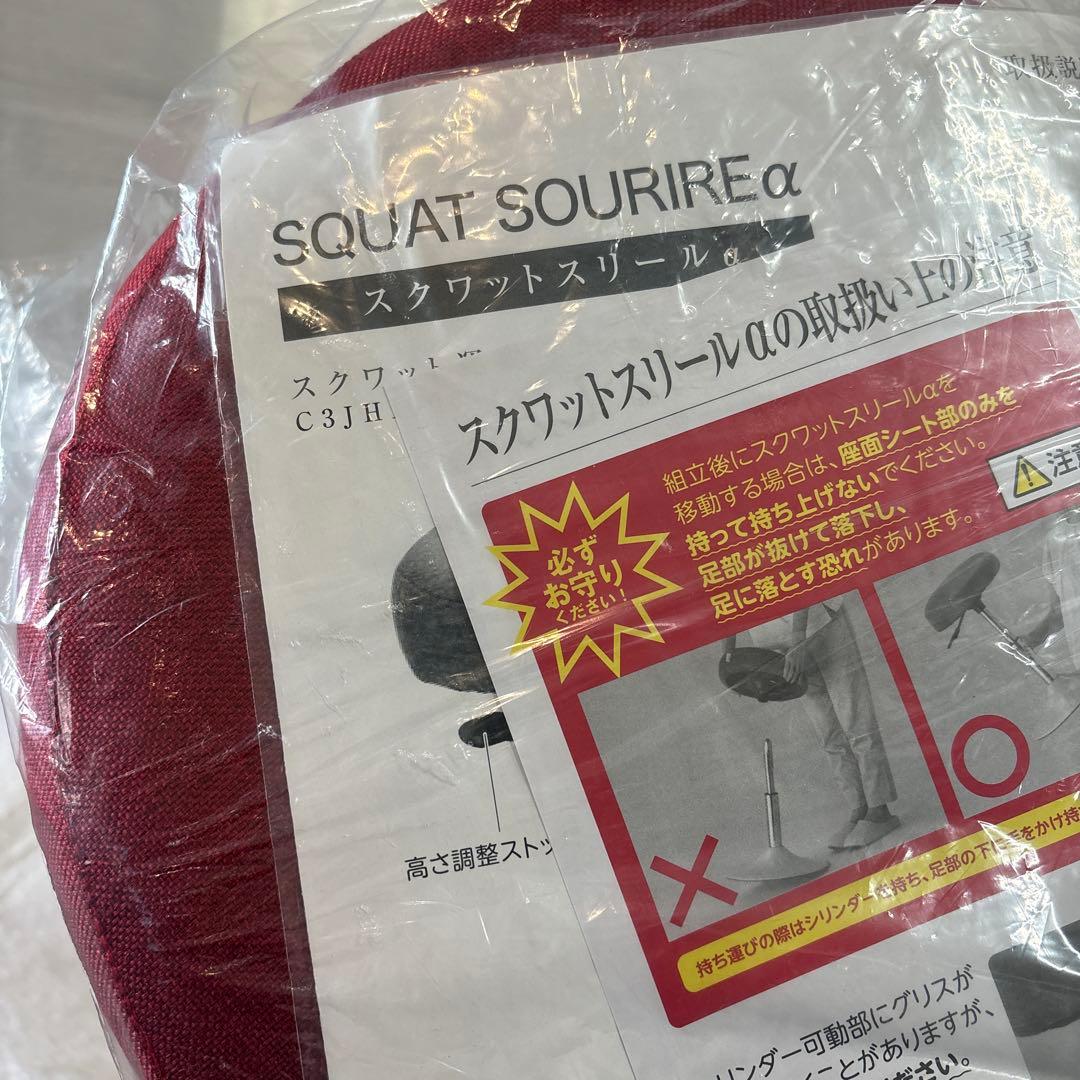 取扱説
SQUAT SOURIREα
スクワットスリールα
スクワット
C3JH
スクワットスリールαの取扱い上の注意
組立後にスクワットスリールαを
移動する場合は、座面シート部のみを
持って持ち上げないでください。
足部が抜けて落下し、
足に落とす恐れがあります。
注意
必ず
お守り
ください!
高さ調整ストッ
持ち運びの際はシリンダーを持ち、足部の下に手をかけ持
リンダー可動部にグリスが
ことがありますが、
ださい。